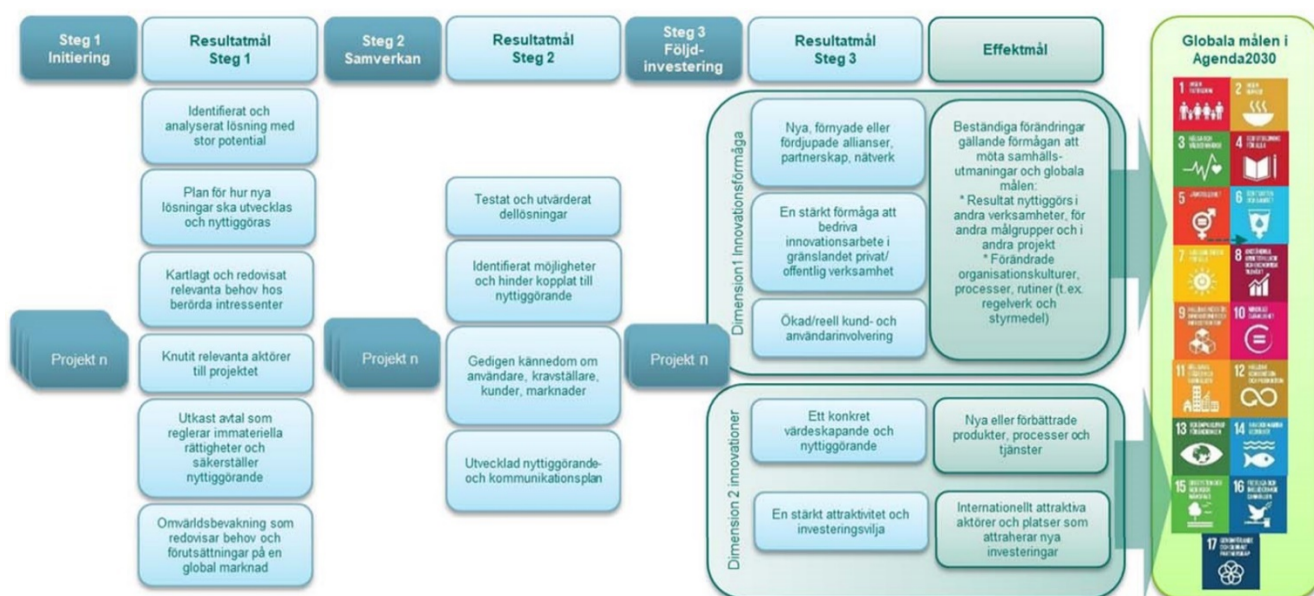 Steg 1
Initiering
Resultatmål
Steg 1
Steg 2
Samverkan
Resultatmål
Steg 2
Steg 3
Följd-
investering
Resultatmål
Steg 3
Effektmål
Globala målen i
Agenda2030
Projekt n
Identifierat och
analyserat lösning med
stor potential
Plan för hur nya
lösningar ska utvecklas
och nyttiggöras
Kartlagt och redovisat
relevanta behov hos
berörda intressenter
Knutit relevanta aktörer
till projektet
Utkast avtal som
reglerar immateriella
rättigheter och
säkerställer
nyttiggörande
Omvärldsbevakning som
redovisar behov och
förutsättningar på en
global marknad
Projekt n
Testat och utvärderat
dellösningar
Identifierat möjligheter
och hinder kopplat till
nyttiggörande
Gedigen kännedom om
användare, kravställare,
kunder, marknader
Utvecklad nyttiggörande-
och kommunikationsplan
Projekt n
Dimension1 Innovationsförmåga
Nya, förnyade eller
fördjupade allianser,
partnerskap, nätverk
En stärkt förmåga att
bedriva
innovationsarbete i
gränslandet privat/
offentlig verksamhet
Ökad/reell kund- och
användarinvolvering
Beständiga förändringar
gällande förmågan att
möta samhälls-
utmaningar och globala
målen:
* Resultat nyttiggörs i
andra verksamheter, för
andra målgrupper och i
andra projekt
* Förändrade
organisationskulturer,
processer, rutiner (t.ex.
regelverk och
styrmedel)
Dimension 2 innovationer
Ett konkret
värdeskapande och
nyttiggörande
En stärkt attraktivitet och
investeringsvilja
Nya eller förbättrade
produkter, processer och
tjänster
Internationellt attraktiva
aktörer och platser som
attraherar nya
investeringar
1
2
3
4
5
6
7
8
9
10
11
12
13
14
15
16
17